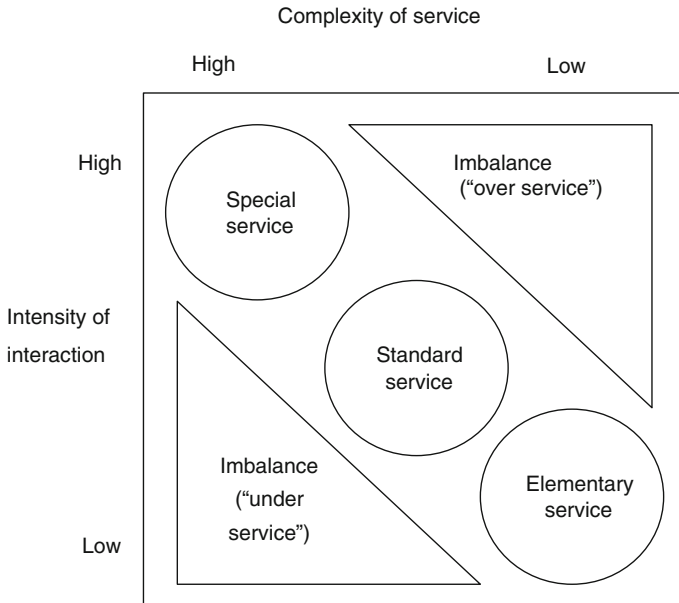 Complexity of service
High
Low
High
Imbalance
(“over service”)
Special
service
Intensity of
interaction
Standard
service
Imbalance
(“under
service”)
Elementary
service
Low